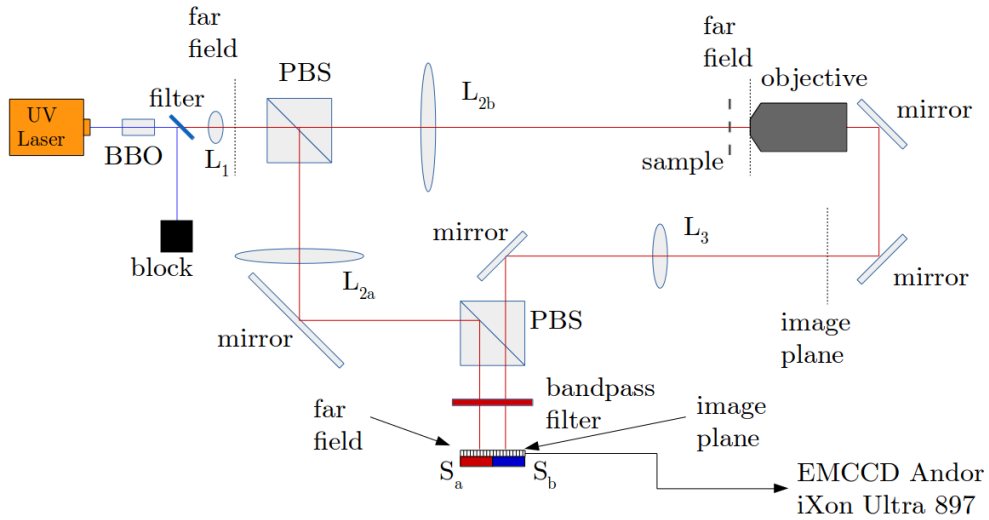 far
field
PBS
filter
UV
Laser
BBO
L1
block
L2b
far
field
objective
mirror
sample
L2a
mirror
mirror
L3
mirror
image
plane
PBS
bandpass
filter
far
field
image
plane
Sa
Sb
EMCCD Andor
iXon Ultra 897